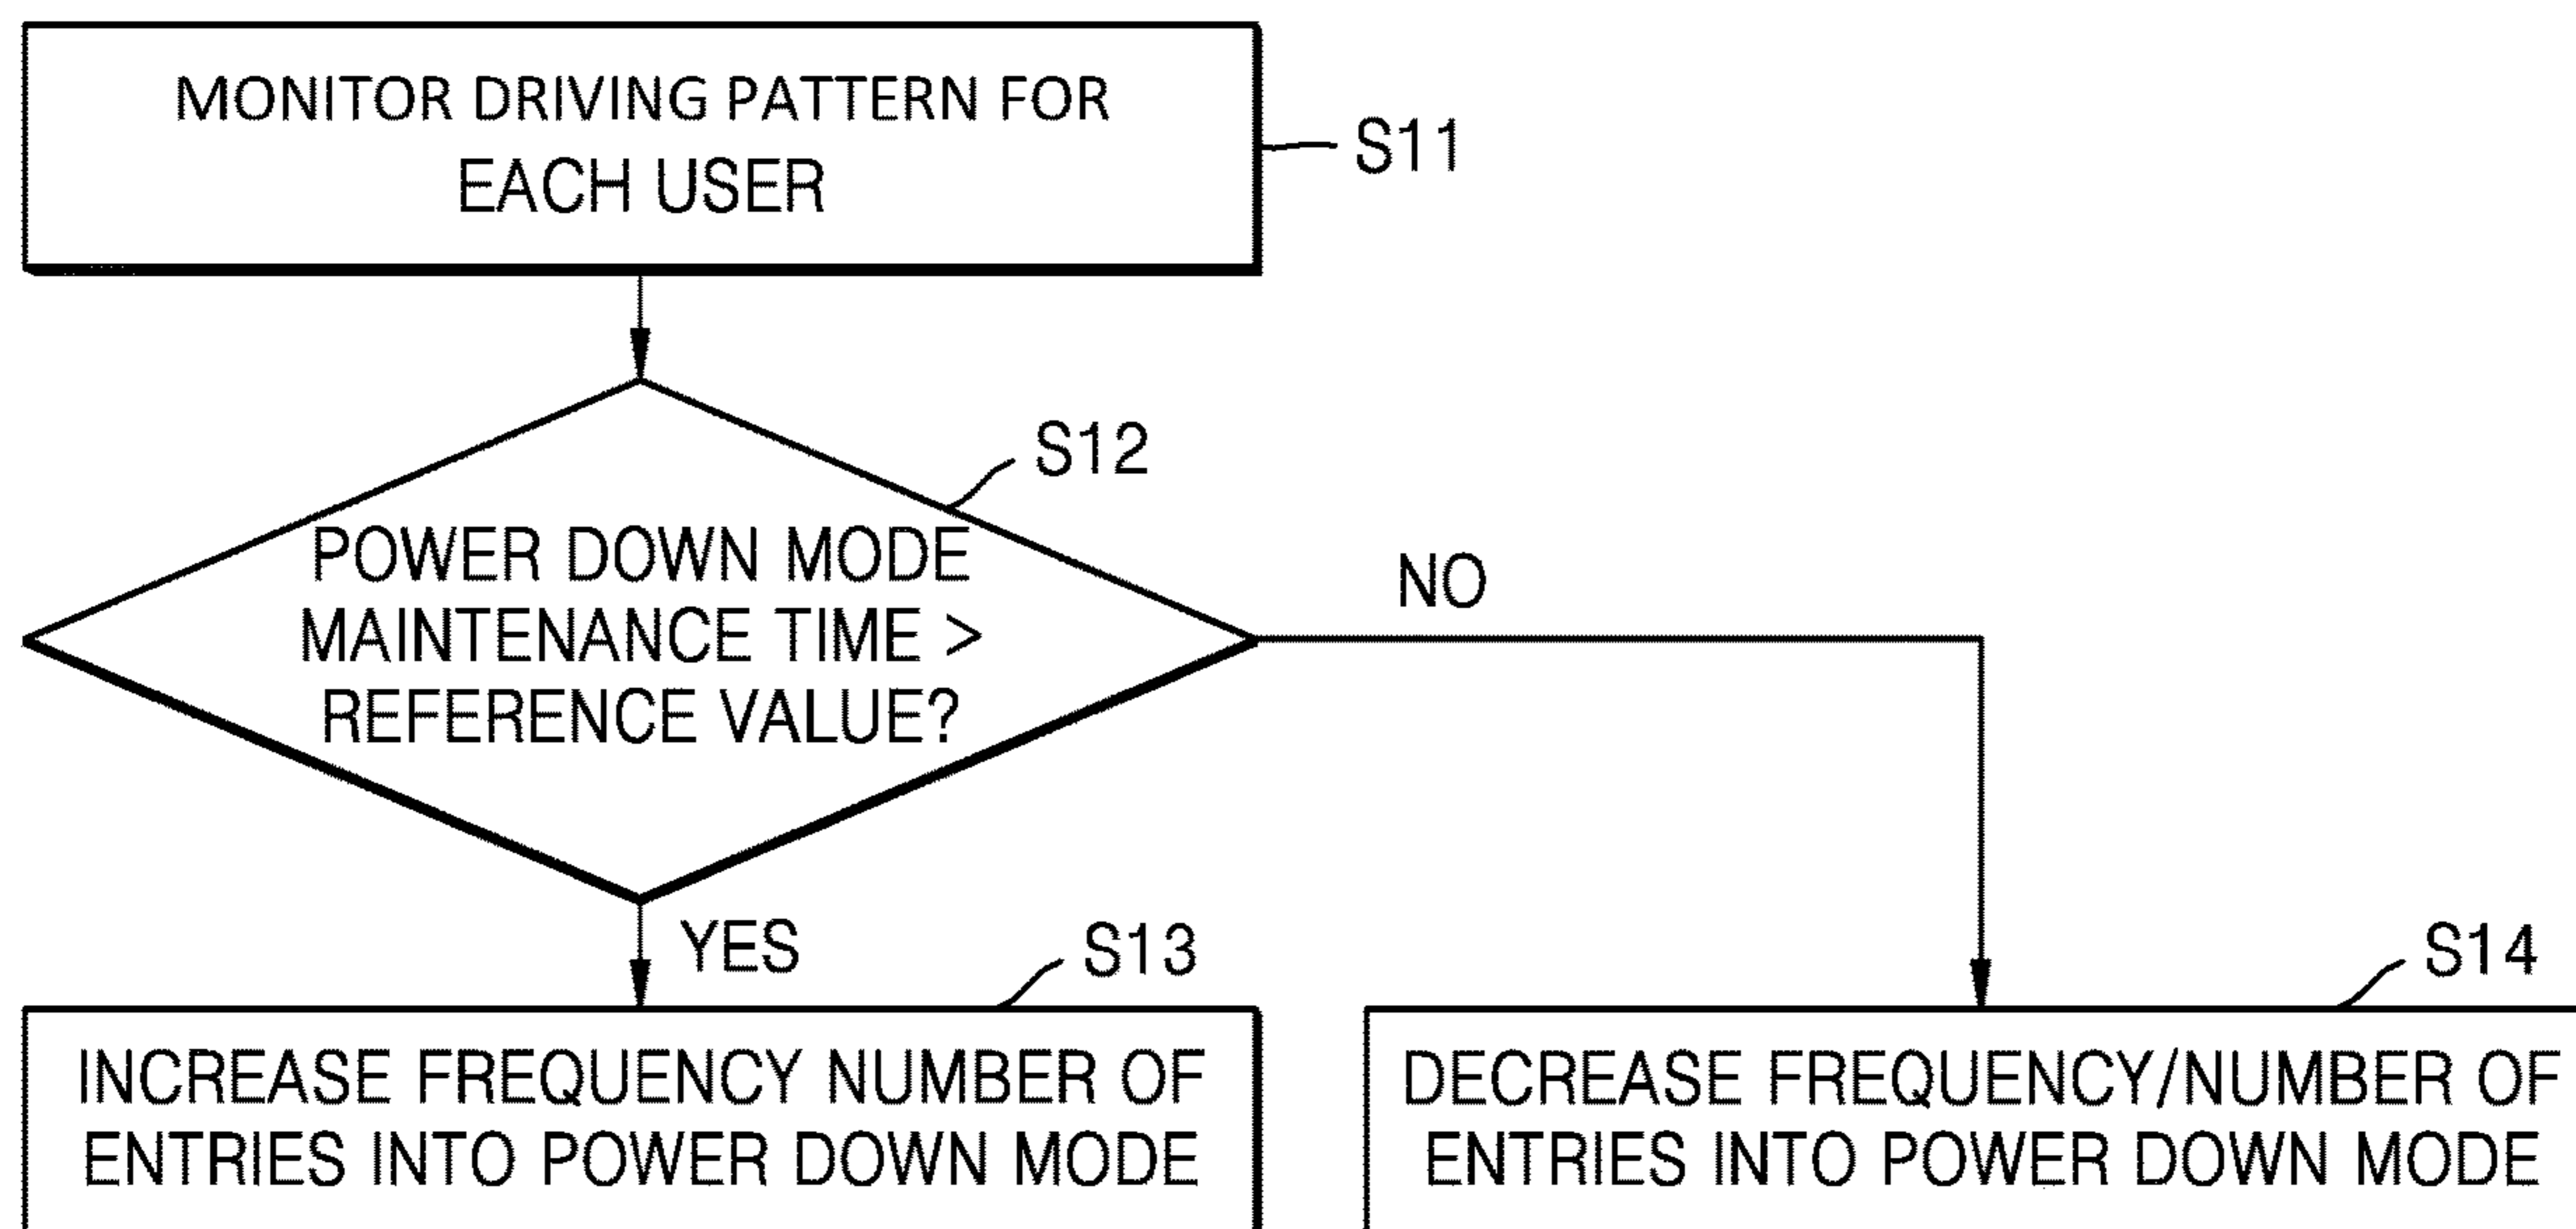 MONITOR DRIVING PATTERN FOR
EACH USER
S11
S12
POWER DOWN MODE
MAINTENANCE TIME >
REFERENCE VALUE?
NO
YES
S13
INCREASE FREQUENCY NUMBER OF
ENTRIES INTO POWER DOWN MODE
S14
DECREASE FREQUENCY/NUMBER OF
ENTRIES INTO POWER DOWN MODE